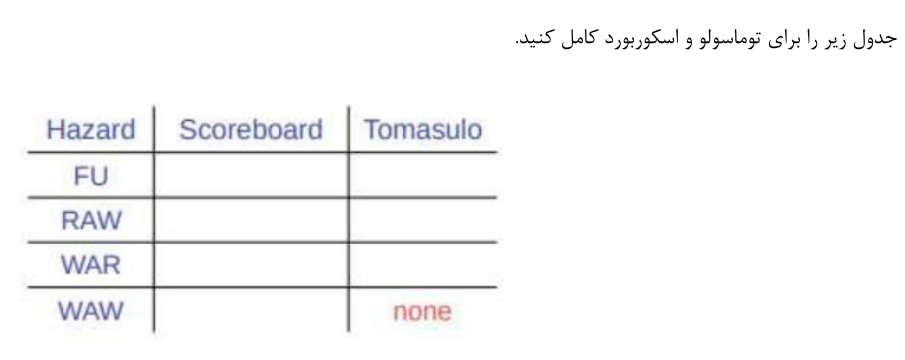 جدول زیر را برای توماسولو و اسکوربورد کامل کنید.
Hazard Scoreboard Tomasulo
FU
RAW
WAR
WAW none